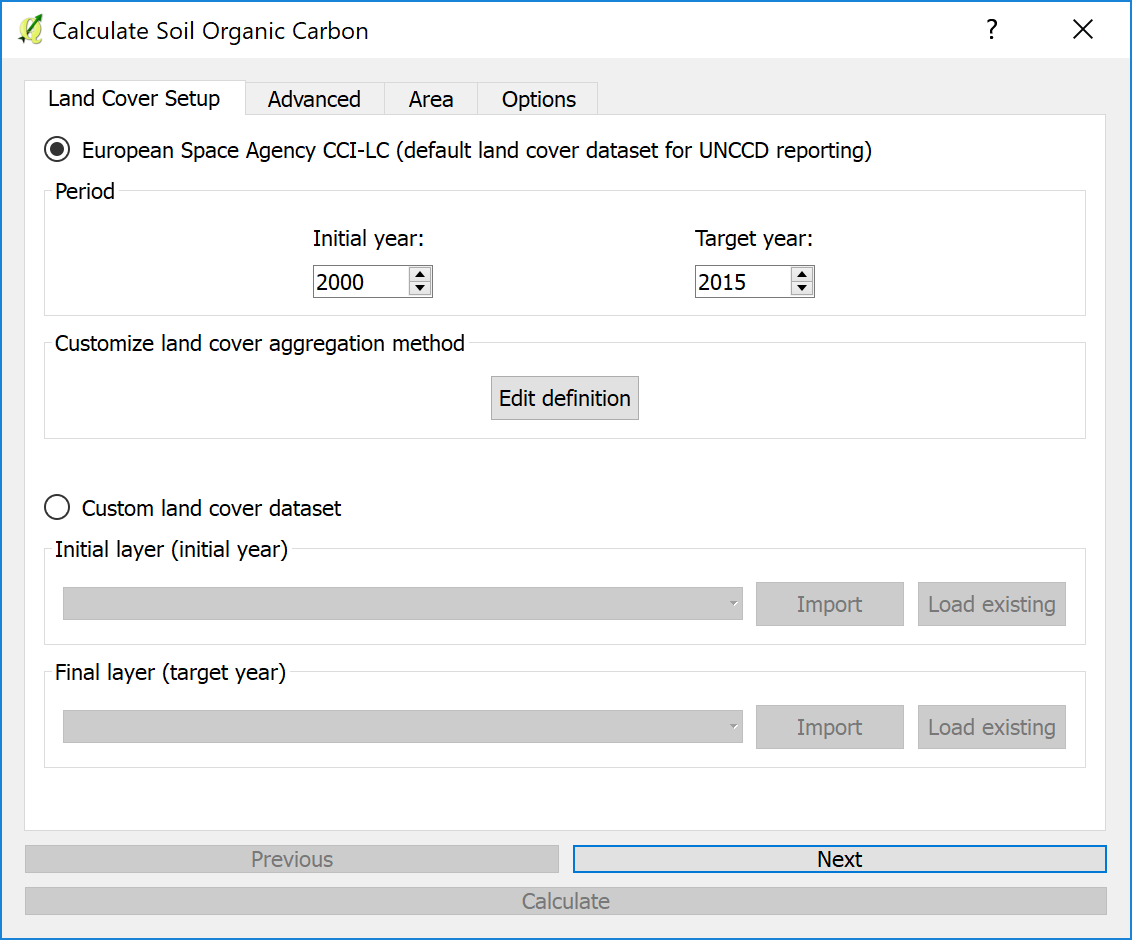 Calculate Soil Organic Carbon ?
Land Cover Setup Advanced Area Options
European Space Agency CCI-LC (default land cover dataset for UNCCD reporting)
Period
Initial year: Target year:
2000 2015
Customize land cover aggregation method
Edit definition
Custom land cover dataset
Initial layer (initial year)
Import Load existing
Final layer (target year)
Import Load existing
Previous Next
Calculate